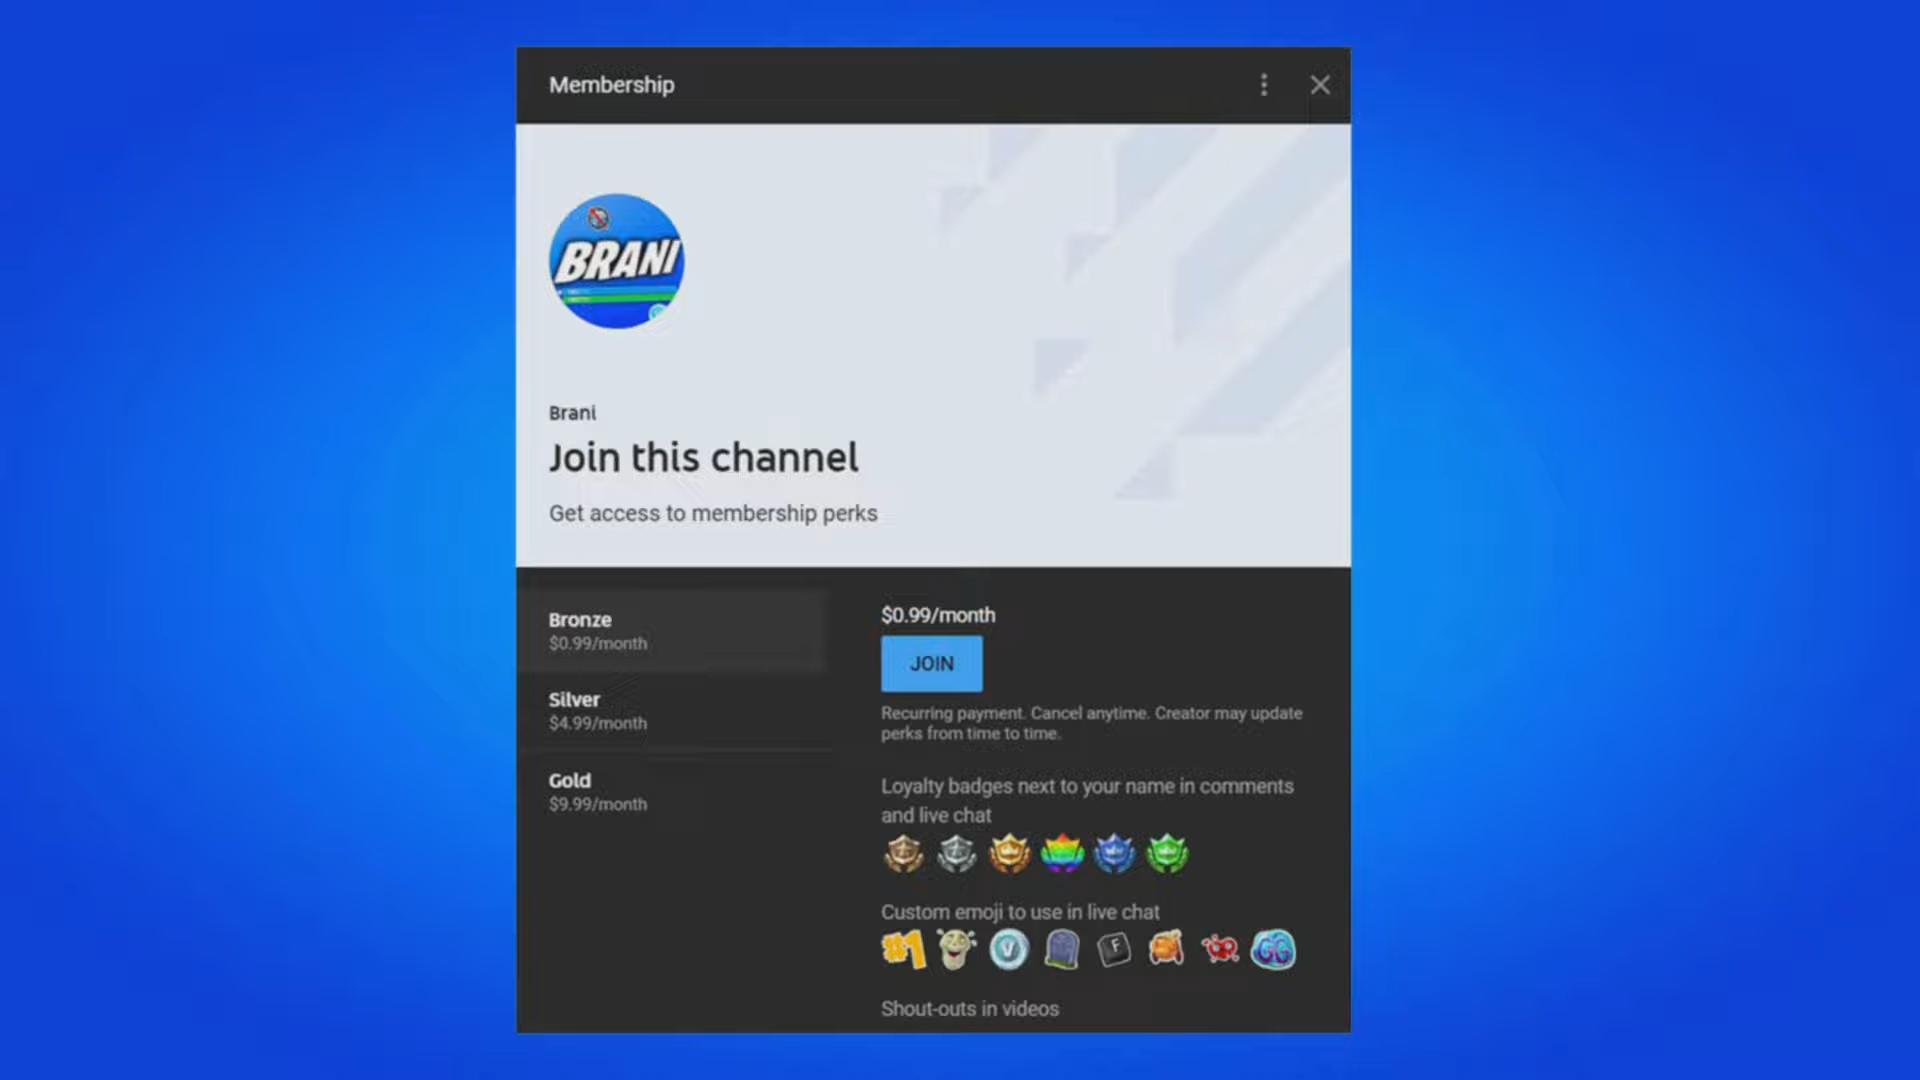 Membership
BRANI
Brani
Join this channel
Get access to membership perks
Bronze
$0.99/month
Silver
$4.99/month
Gold
$9.99/month
$0.99/month
JOIN
Recurring payment. Cancel anytime. Creator may update
perks from time to time.
Loyalty badges next to your name in comments
and live chat
Custom emoji to use in live chat
#1 V F GG
Shout-outs in videos